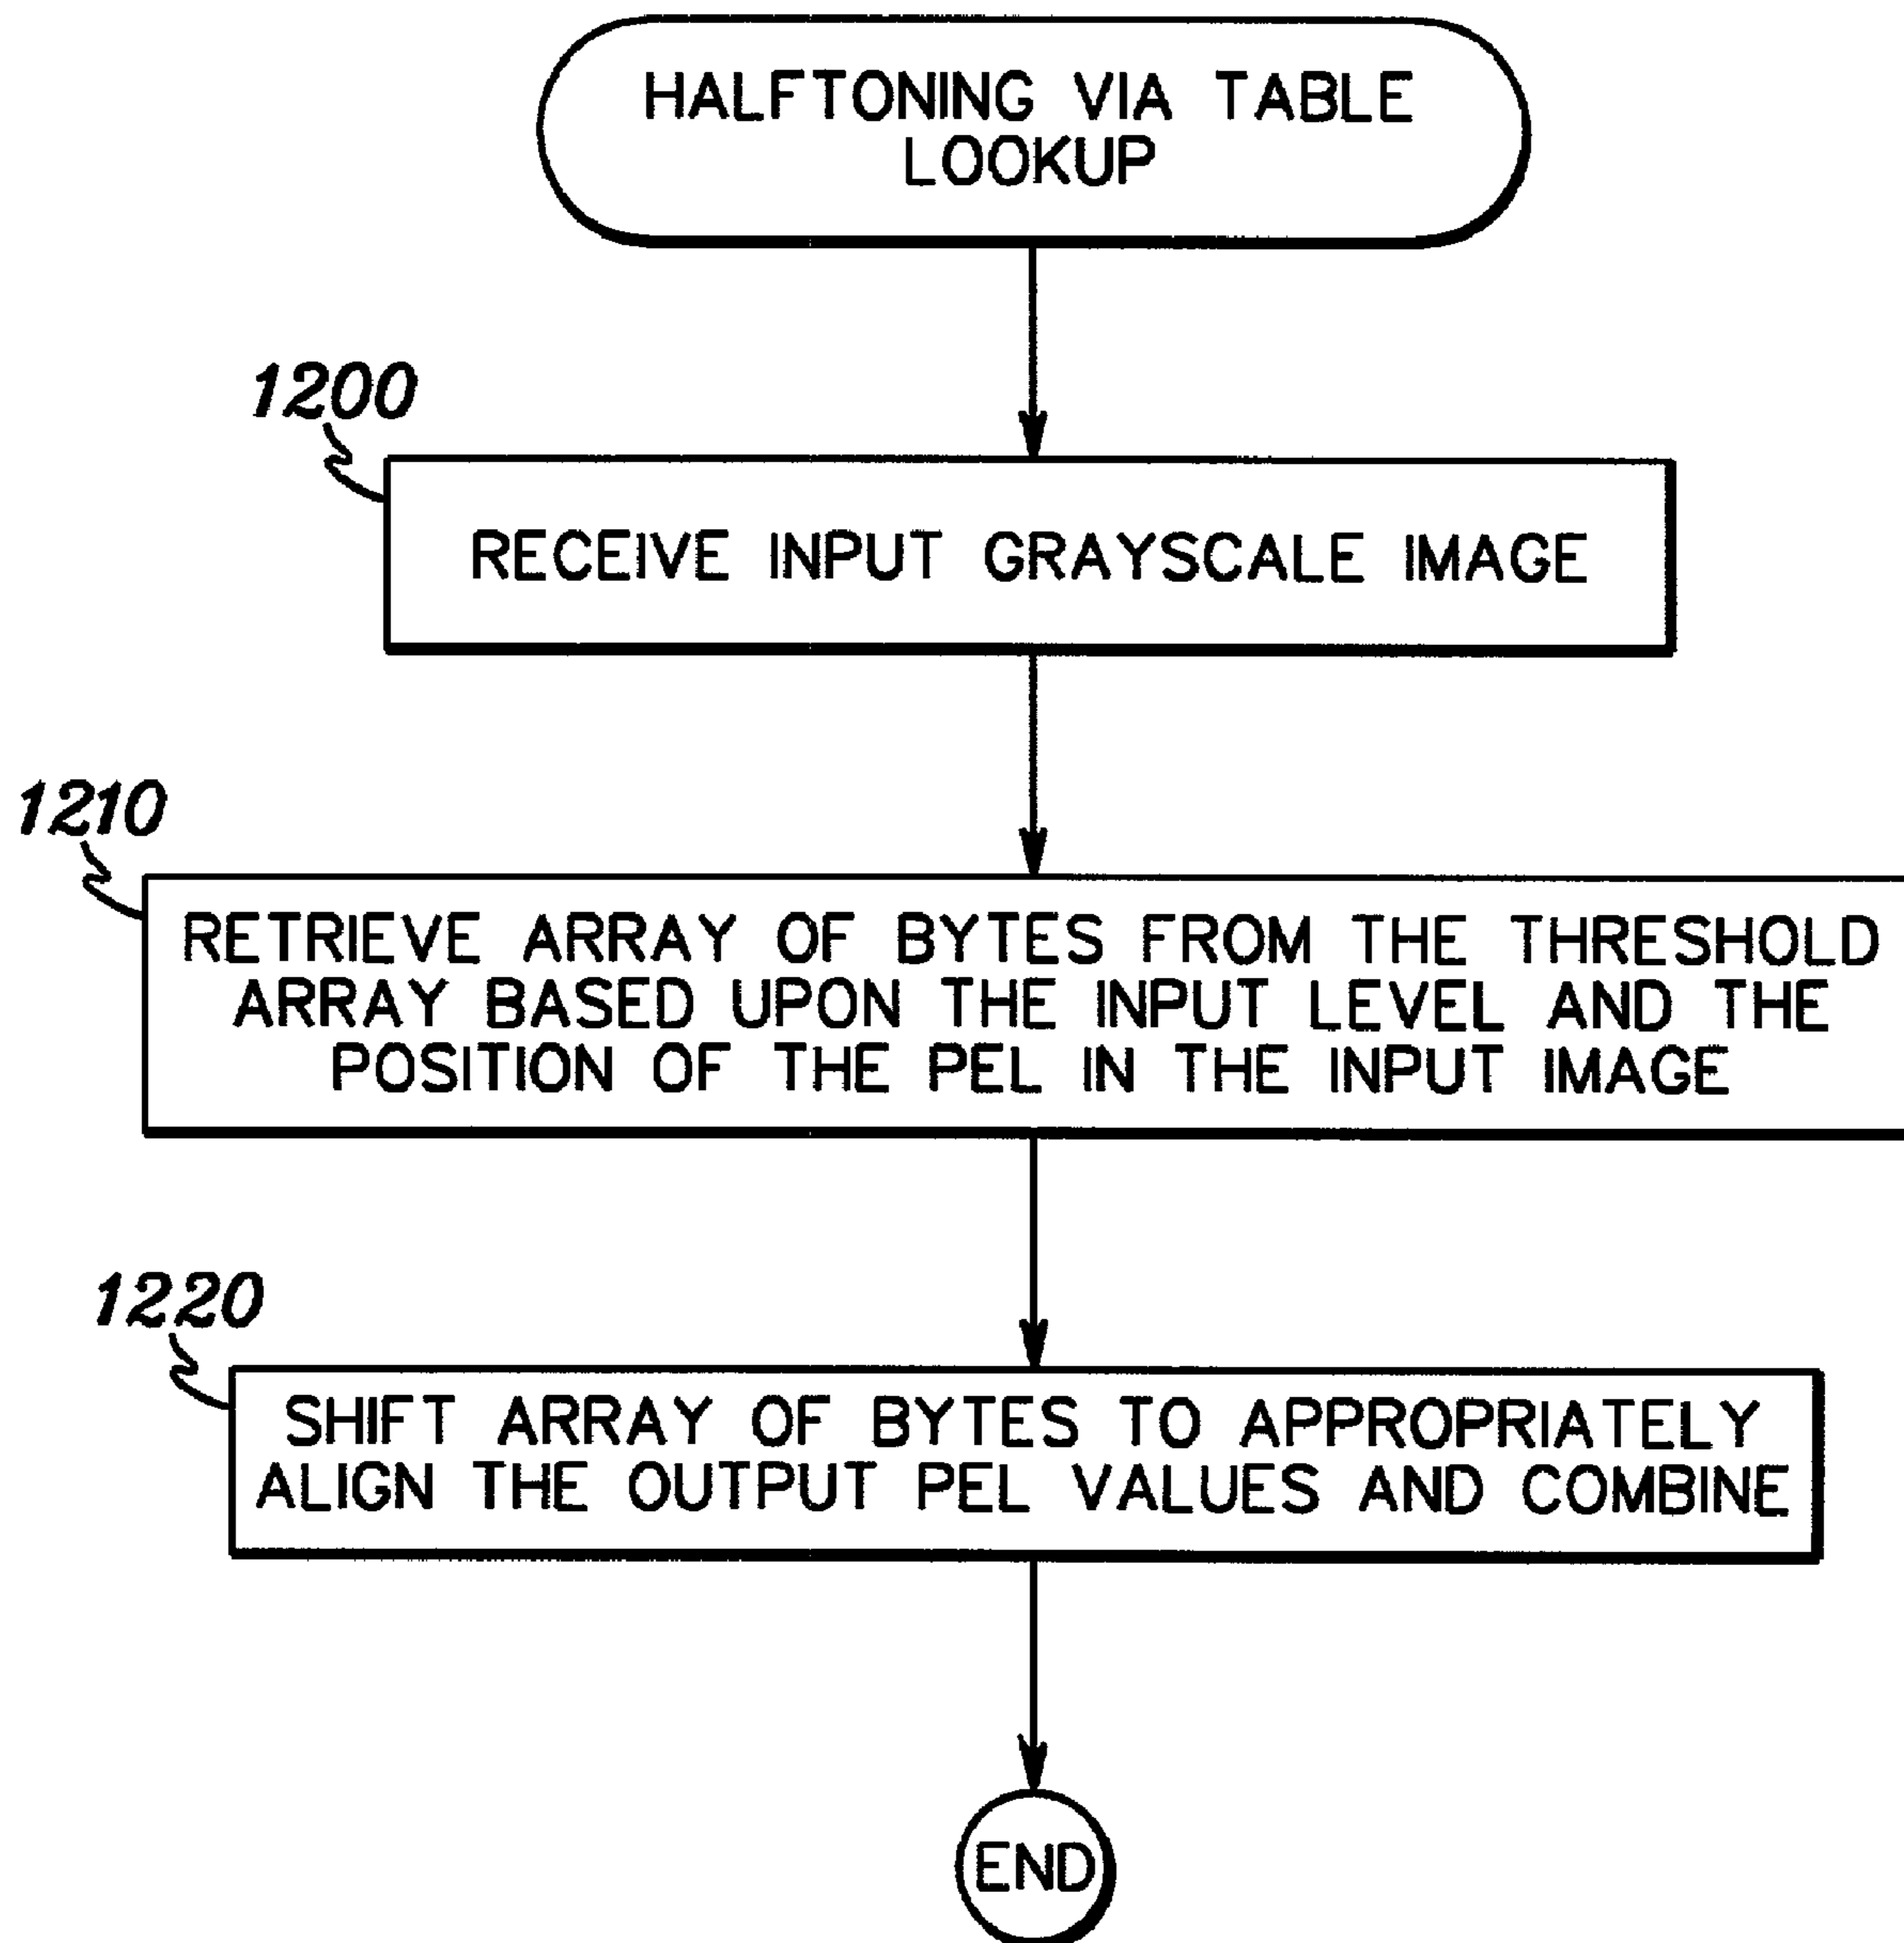 HALFTONING VIA TABLE
LOOKUP
1200
RECEIVE INPUT GRAYSCALE IMAGE
1210
RETRIEVE ARRAY OF BYTES FROM THE THRESHOLD
ARRAY BASED UPON THE INPUT LEVEL AND THE
POSITION OF THE PEL IN THE INPUT IMAGE
1220
SHIFT ARRAY OF BYTES TO APPROPRIATELY
ALIGN THE OUTPUT PEL VALUES AND COMBINE
END